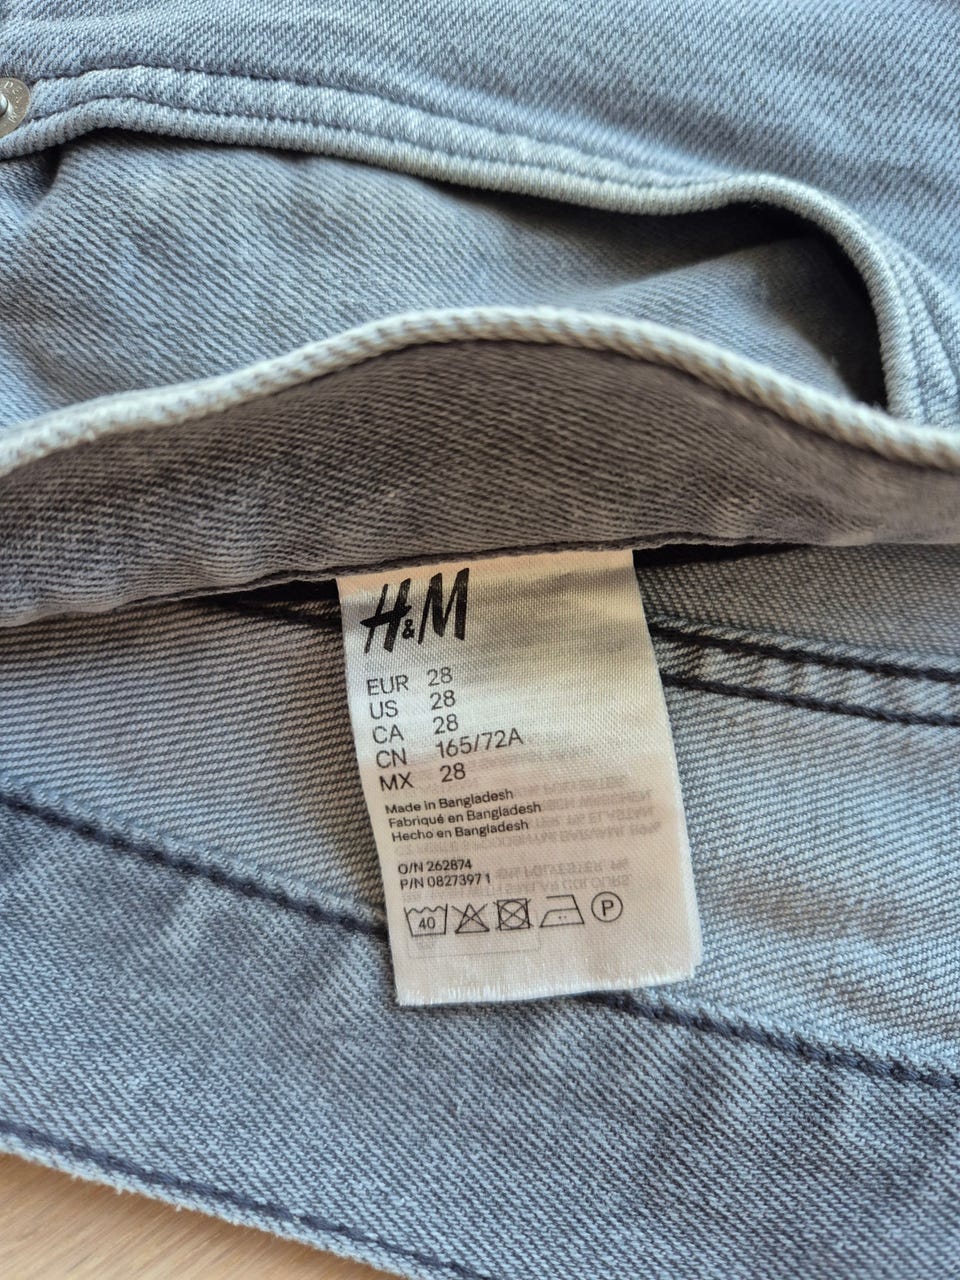 H&M
EUR 28
US 28
CA 28
CN 165/72A
MX 28
Made in Bangladesh
Fabriqué en Bangladesh
Hecho en Bangladesh
O/N 262874
P/N 08273971
40
P